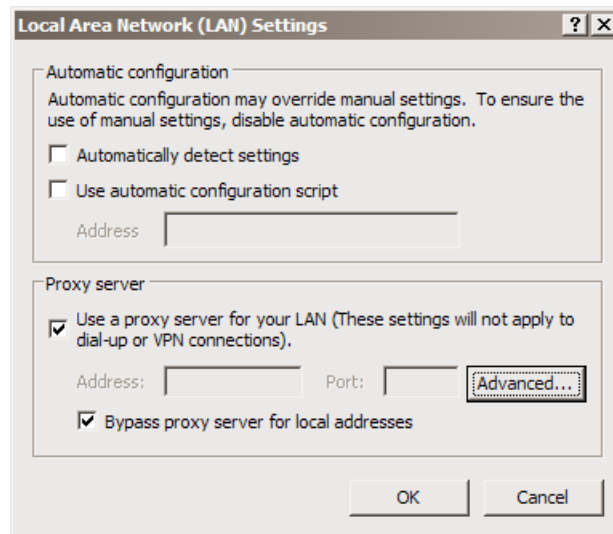 Local Area Network (LAN) Settings
Automatic configuration
Automatic configuration may override manual settings. To ensure the
use of manual settings, disable automatic configuration.
Automatically detect settings
Use automatic configuration script
Address
Proxy server
Use a proxy server for your LAN (These settings will not apply to
dial-up or VPN connections).
Address: Port: Advanced...
Bypass proxy server for local addresses
OK Cancel